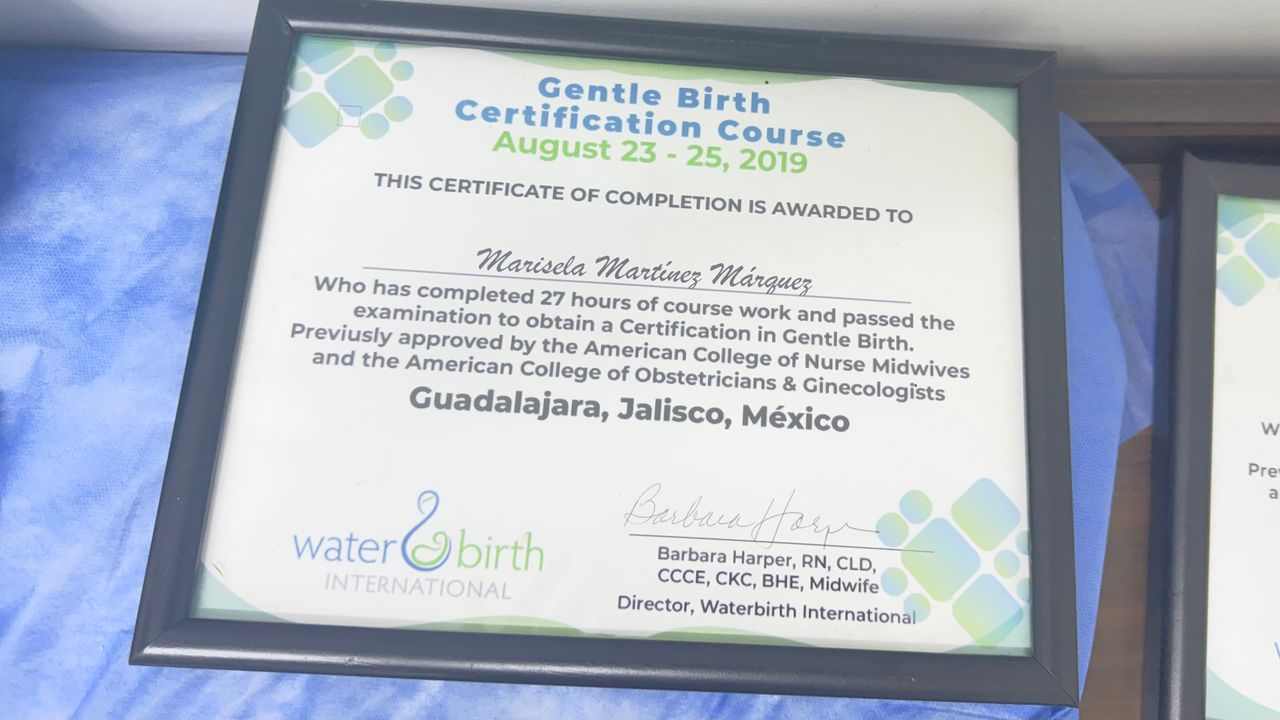 Gentle Birth
Certification Course
August 23 - 25, 2019
THIS CERTIFICATE OF COMPLETION IS AWARDED TO
Marisela Martínez Márquez
Who has completed 27 hours of course work and passed the
examination to obtain a Certification in Gentle Birth.
Previusly approved by the American College of Nurse Midwives
and the American College of Obstetricians & Ginecologists
Guadalajara, Jalisco, México
water birth
INTERNATIONAL
Barbara Harper
Barbara Harper, RN, CLD,
CCCE, CKC, BHE, Midwife
Director, Waterbirth International